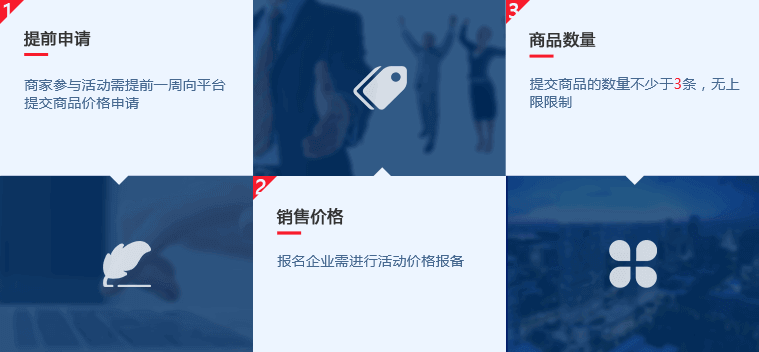 1
提前申请
商家参与活动需提前一周向平台
提交商品价格申请
2
销售价格
报名企业需进行活动价格报备
3
商品数量
提交商品的数量不少于3条，无上
限限制